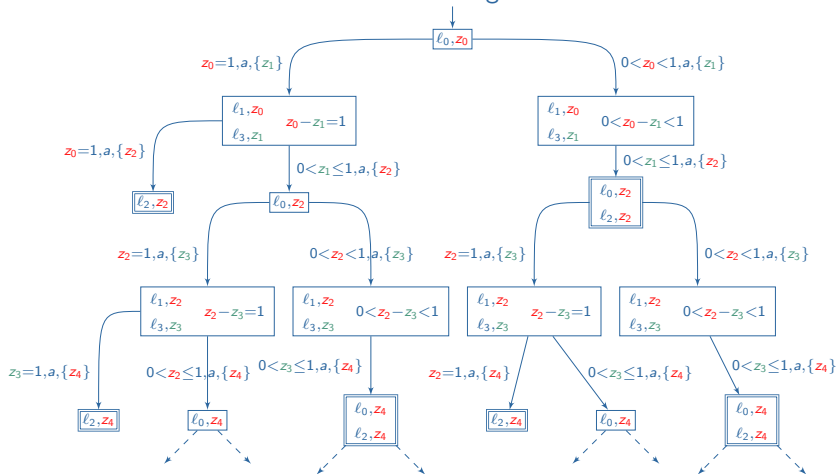 ℓ0,z0
z0=1,a,{z1}
0<z0<1,a,{z1}
ℓ1,z0
ℓ3,z1
z0−z1=1
ℓ1,z0
ℓ3,z1
0<z0−z1<1
z0=1,a,{z2}
0<z1≤1,a,{z2}
0<z1≤1,a,{z2}
ℓ2,z2
ℓ0,z2
ℓ0,z2
ℓ2,z2
z2=1,a,{z3}
0<z2<1,a,{z3}
z2=1,a,{z3}
0<z2<1,a,{z3}
ℓ1,z2
ℓ3,z3
z2−z3=1
ℓ1,z2
ℓ3,z3
0<z2−z3<1
ℓ1,z2
ℓ3,z3
z2−z3=1
ℓ1,z2
ℓ3,z3
0<z2−z3<1
z3=1,a,{z4}
0<z2≤1,a,{z4}
0<z3≤1,a,{z4}
z2=1,a,{z4}
0<z3≤1,a,{z4}
0<z3≤1,a,{z4}
ℓ2,z4
ℓ0,z4
ℓ0,z4
ℓ2,z4
ℓ2,z4
ℓ0,z4
ℓ0,z4
ℓ2,z4